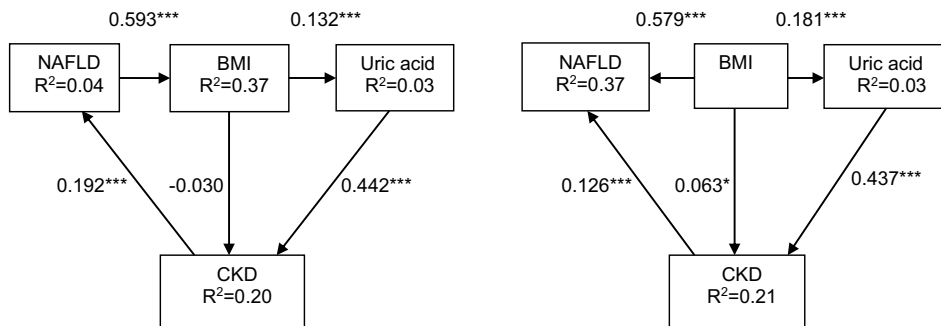 0.593*** 0.132***
NAFLD
R²=0.04
BMI
R²=0.37
Uric acid
R²=0.03
0.192*** -0.030 0.442***
CKD
R²=0.20
0.579*** 0.181***
NAFLD
R²=0.37
BMI
Uric acid
R²=0.03
0.126*** 0.063* 0.437***
CKD
R²=0.21